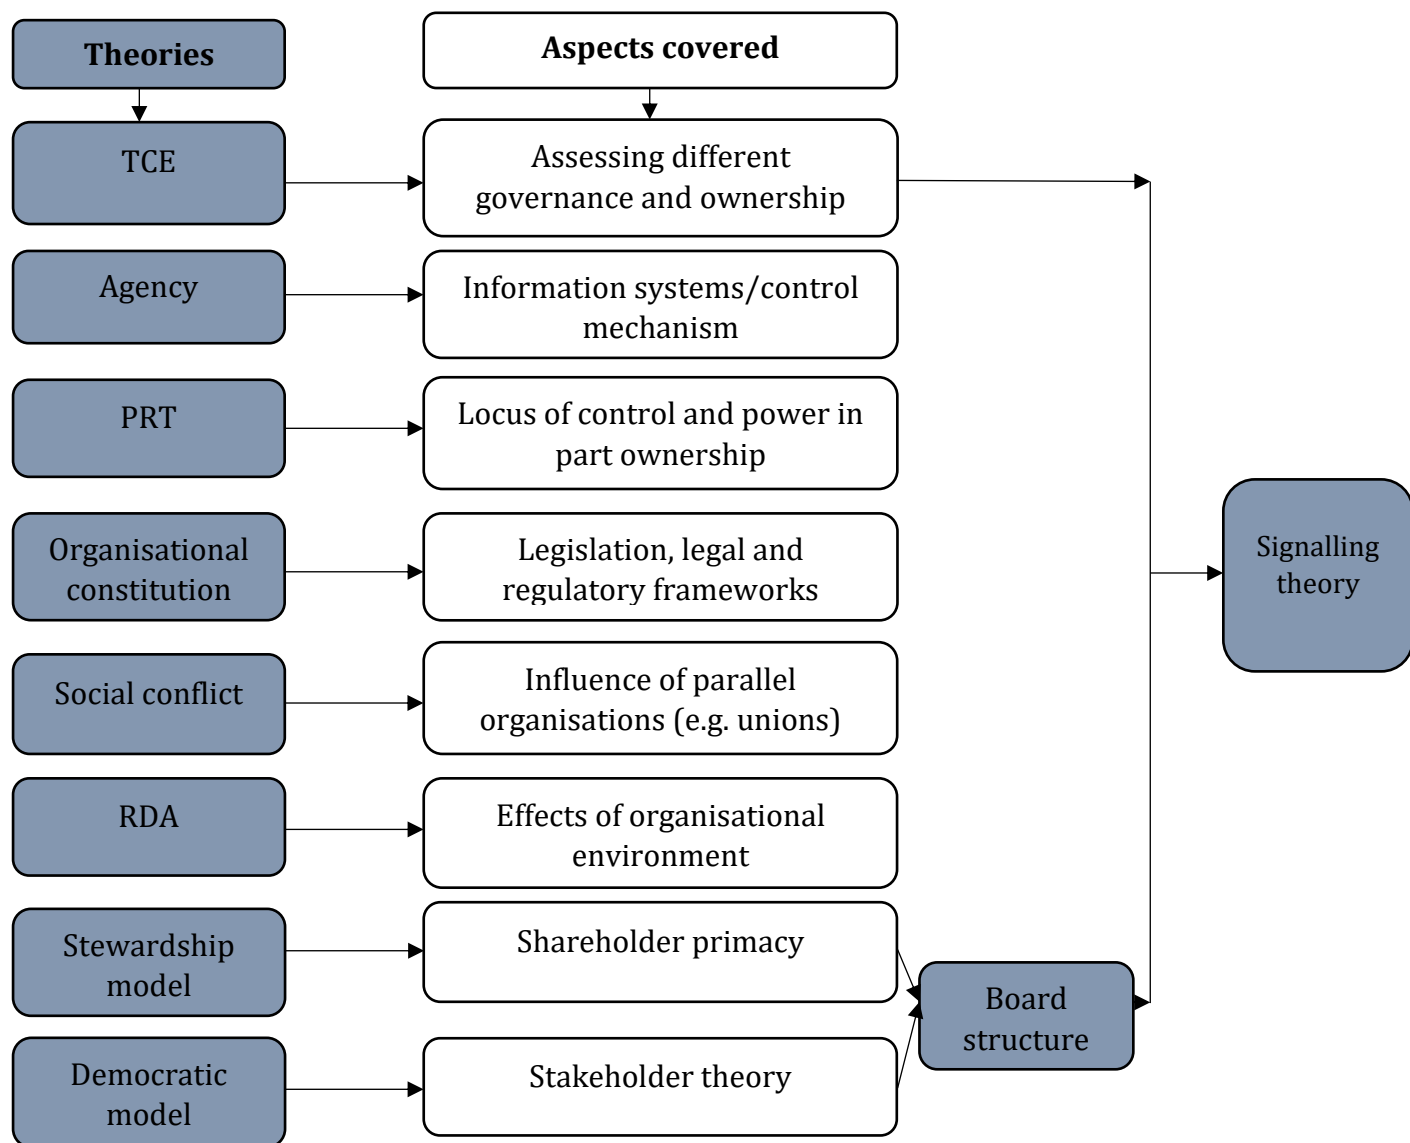 Theories
Aspects covered
TCE
Assessing different
governance and ownership
Agency
Information systems/control
mechanism
PRT
Locus of control and power in
part ownership
Organisational
constitution
Legislation, legal and
regulatory frameworks
Signalling
theory
Social conflict
Influence of parallel
organisations (e.g. unions)
RDA
Effects of organisational
environment
Stewardship
model
Shareholder primacy
Board
structure
Democratic
model
Stakeholder theory